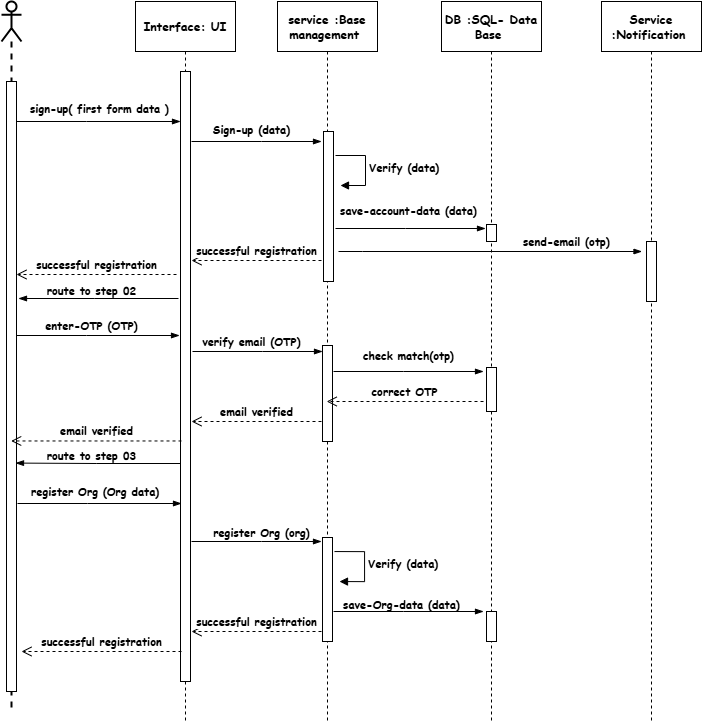 Interface: UI
service :Base
management
DB :SQL- Data
Base
Service
:Notification
sign-up( first form data )
Sign-up (data)
Verify (data)
save-account-data (data)
send-email (otp)
successful registration
successful registration
route to step 02
enter-OTP (OTP)
verify email (OTP)
check match(otp)
correct OTP
email verified
email verified
route to step 03
register Org (Org data)
register Org (org)
Verify (data)
save-Org-data (data)
successful registration
successful registration